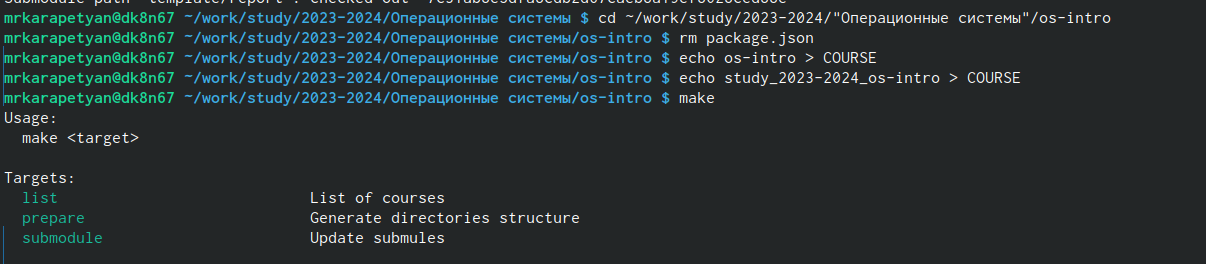 mrkarapetyan@dk8n67 ~/work/study/2023-2024/Операционные системы $ cd ~/work/study/2023-2024/"Операционные системы"/os-intro
mrkarapetyan@dk8n67 ~/work/study/2023-2024/Операционные системы/os-intro $ rm package.json
mrkarapetyan@dk8n67 ~/work/study/2023-2024/Операционные системы/os-intro $ echo os-intro > COURSE
mrkarapetyan@dk8n67 ~/work/study/2023-2024/Операционные системы/os-intro $ echo study_2023-2024_os-intro > COURSE
mrkarapetyan@dk8n67 ~/work/study/2023-2024/Операционные системы/os-intro $ make
Usage:
make <target>
Targets:
list List of courses
prepare Generate directories structure
submodule Update submules